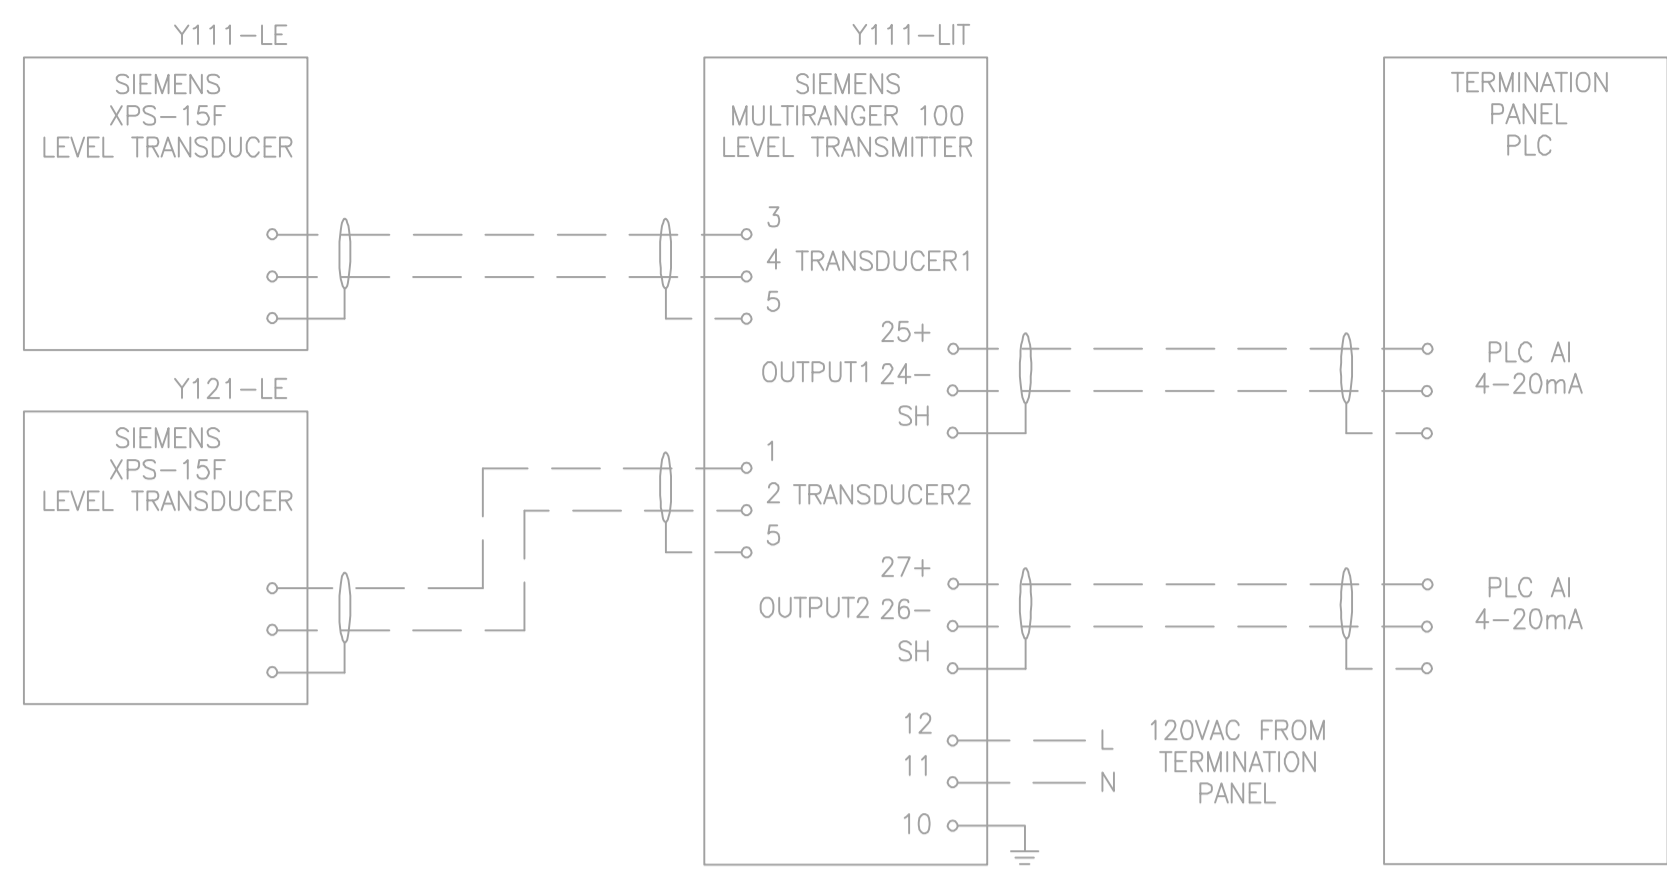 Y111-LE
SIEMENS
XPS-15F
LEVEL TRANSDUCER
Y121-LE
SIEMENS
XPS-15F
LEVEL TRANSDUCER
Y111-LIT
SIEMENS
MULTIRANGER 100
LEVEL TRANSMITTER
3
4 TRANSDUCER1
5
25+
OUTPUT1 24-
SH
1
2 TRANSDUCER2
5
27+
OUTPUT2 26-
SH
12
11
10
L
N
120VAC FROM
TERMINATION
PANEL
TERMINATION
PANEL
PLC
PLC AI
4-20mA
PLC AI
4-20mA